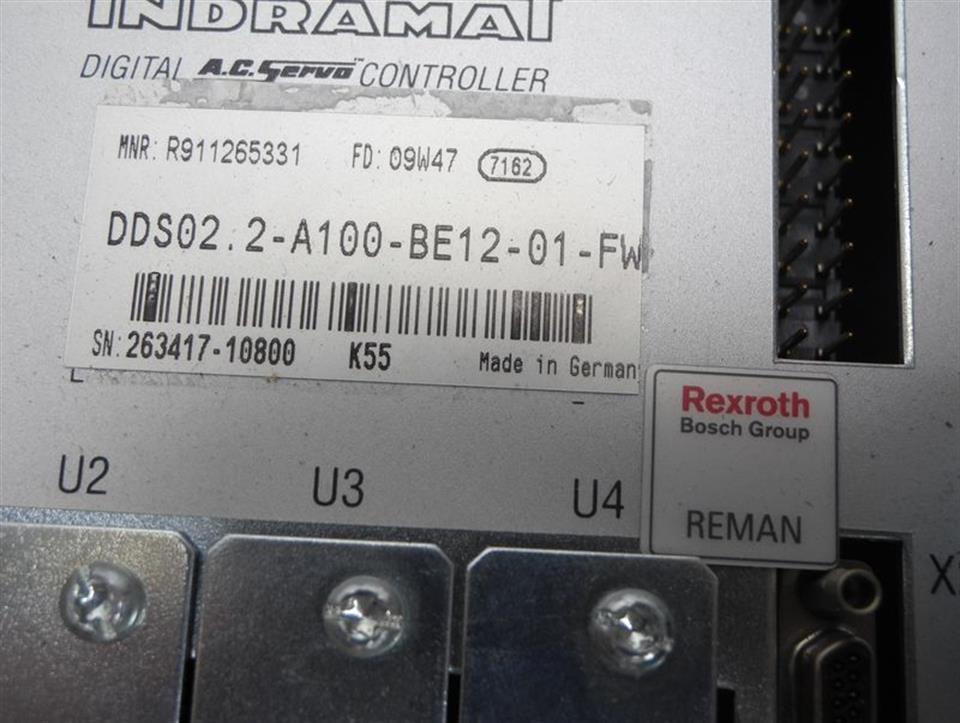 INDRAMAT
DIGITAL A.C. Servo™ CONTROLLER
MNR: R911265331 FD: 09W47 7162
DDS02.2-A100-BE12-01-FW
SN: 263417-10800 K55 Made in German
Rexroth
Bosch Group
REMAN
U2 U3 U4
X